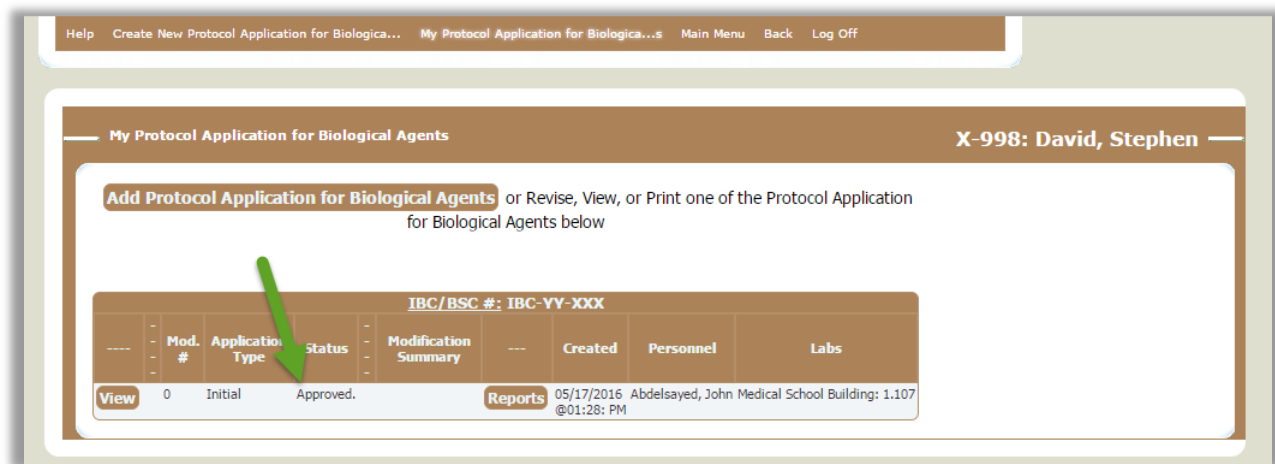 Help Create New Protocol Application for Biologica... My Protocol Application for Biologica...s Main Menu Back Log Off
My Protocol Application for Biological Agents X-998: David, Stephen
Add Protocol Application for Biological Agents or Revise, View, or Print one of the Protocol Application
for Biological Agents below
IBC/BSC #: IBC-YY-XXX
---- ---- Mod. # Application Type Status ---- Modification Summary --- Created Personnel Labs
View 0 Initial Approved. Reports 05/17/2016 @01:28: PM Abdelsayed, John Medical School Building: 1.107